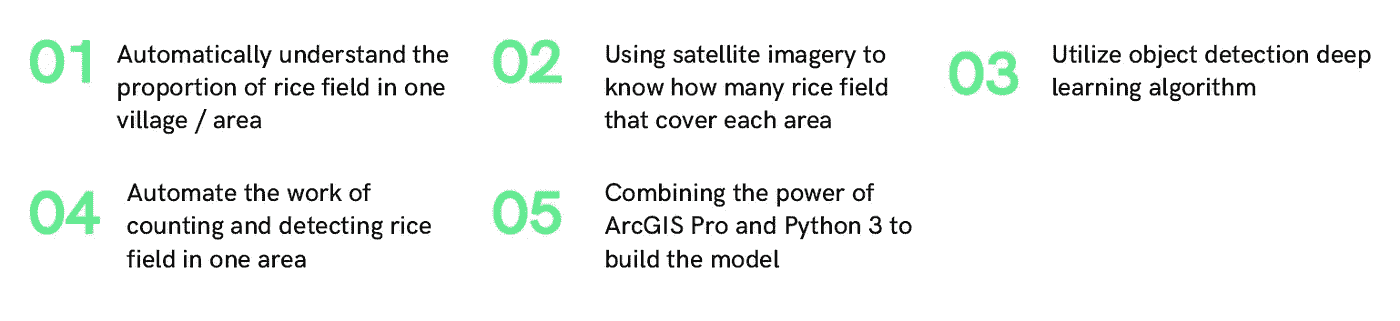 01
Automatically understand the
proportion of rice field in one
village / area
02
Using satellite imagery to
know how many rice field
that cover each area
03
Utilize object detection deep
learning algorithm
04
Automate the work of
counting and detecting rice
field in one area
05
Combining the power of
ArcGIS Pro and Python 3 to
build the model